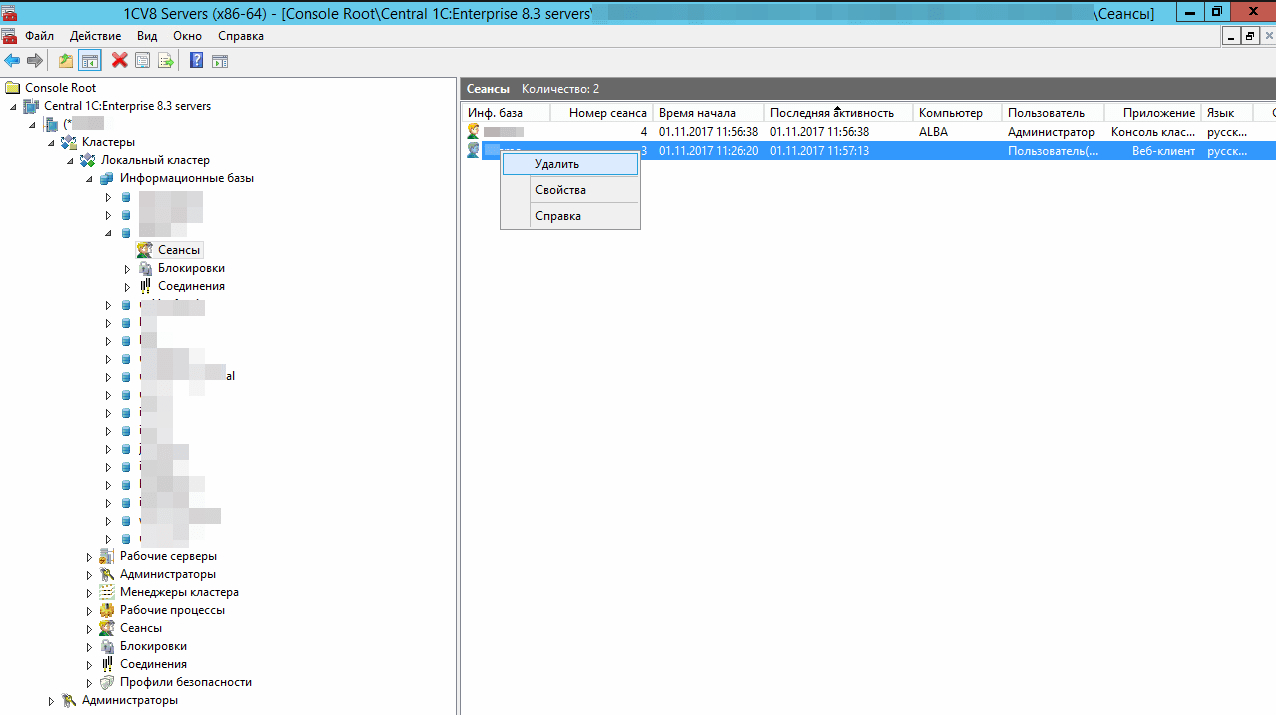 1CV8 Servers (x86-64) - [Console Root\Central 1C:Enterprise 8.3 servers\ \Сеансы]
Файл Действие Вид Окно Справка
Console Root
Central 1C:Enterprise 8.3 servers
(*
Кластеры
Локальный кластер
Информационные базы
Сеансы
Блокировки
Соединения
al
Рабочие серверы
Администраторы
Менеджеры кластера
Рабочие процессы
Сеансы
Блокировки
Соединения
Профили безопасности
Администраторы
Сеансы Количество: 2
Инф. база Номер сеанса Время начала Последняя активность Компьютер Пользователь Приложение Язык
4 01.11.2017 11:56:38 01.11.2017 11:56:38 ALBA Администратор Консоль клас... русск...
3 01.11.2017 11:26:20 01.11.2017 11:57:13 Пользователь(... Веб-клиент русск...
Удалить
Свойства
Справка